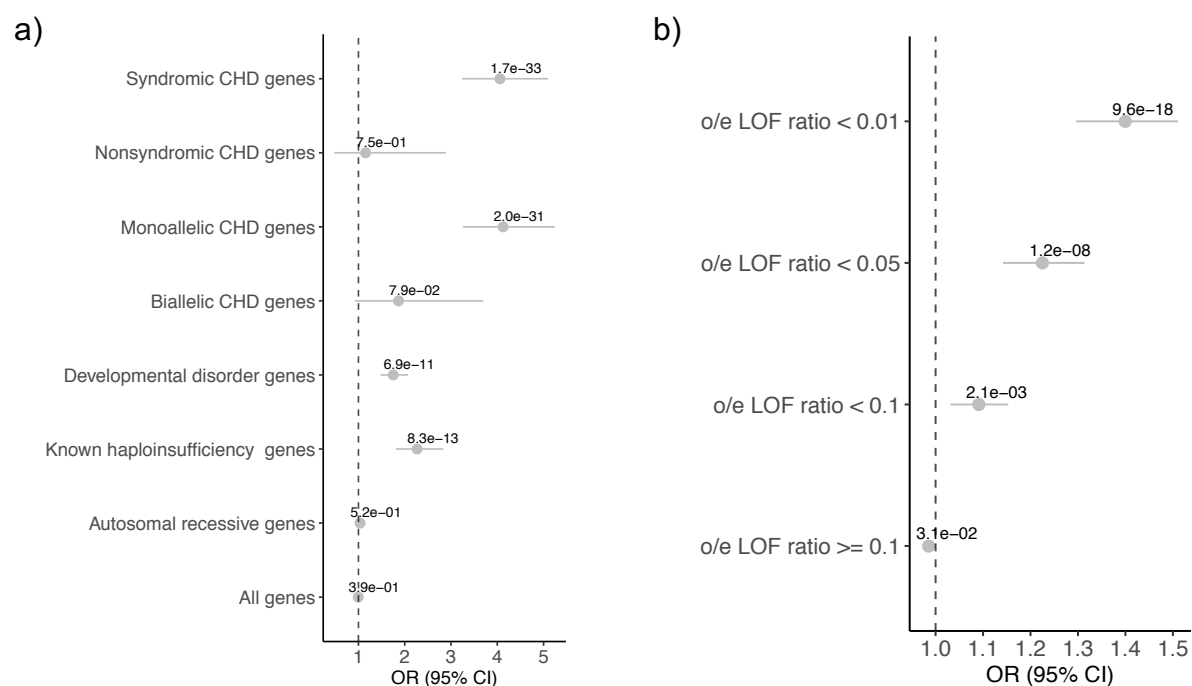 a)
Syndromic CHD genes
1.7e−33
Nonsyndromic CHD genes
7.5e−01
Monoallelic CHD genes
2.0e−31
Biallelic CHD genes
7.9e−02
Developmental disorder genes
6.9e−11
Known haploinsufficiency  genes
8.3e−13
Autosomal recessive genes
5.2e−01
All genes
3.9e−01
1 2 3 4 5
OR (95% CI)
b)
o/e LOF ratio < 0.01
9.6e−18
o/e LOF ratio < 0.05
1.2e−08
o/e LOF ratio < 0.1
2.1e−03
o/e LOF ratio >= 0.1
3.1e−02
1.0 1.1 1.2 1.3 1.4 1.5
OR (95% CI)